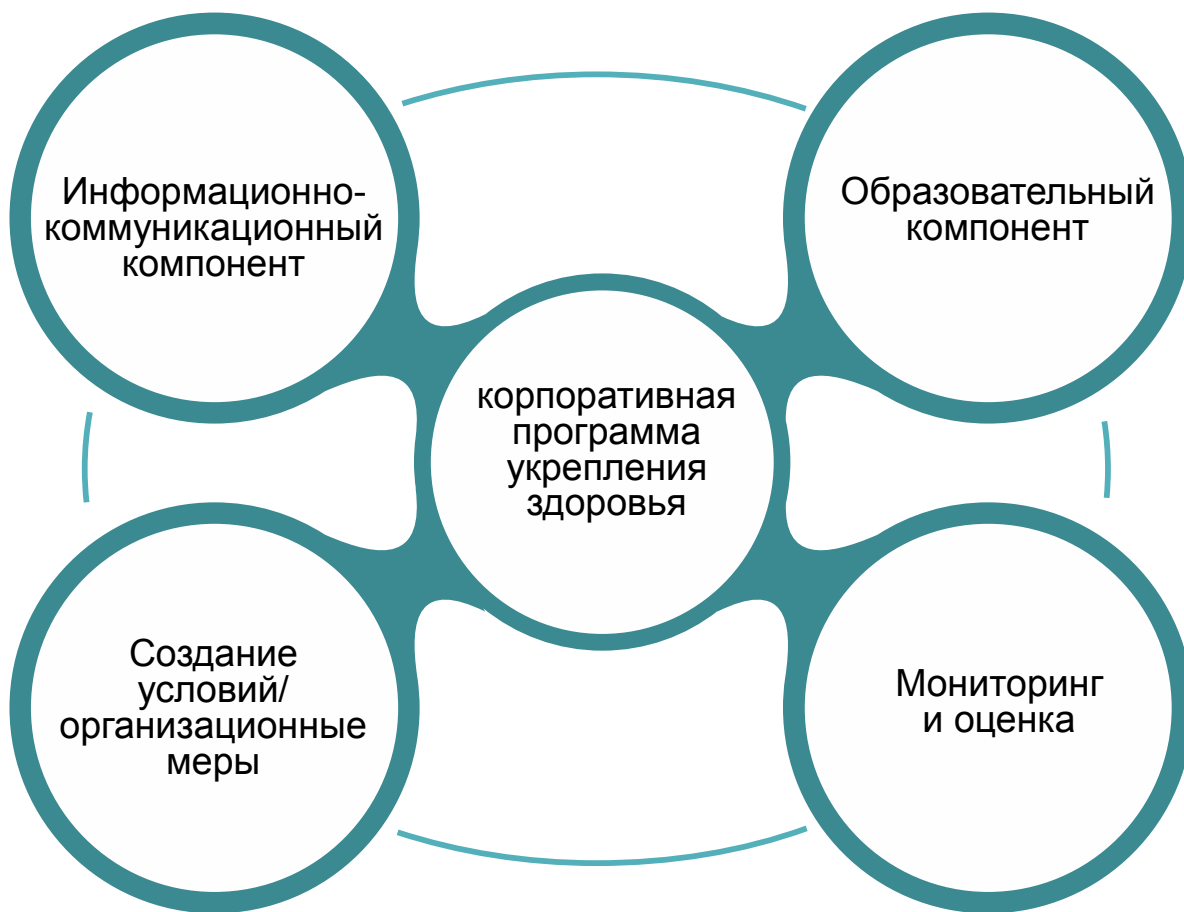 Информационно-
коммуникационный
компонент
Образовательный
компонент
корпоративная
программа
укрепления
здоровья
Создание
условий/
организационные
меры
Мониторинг
и оценка